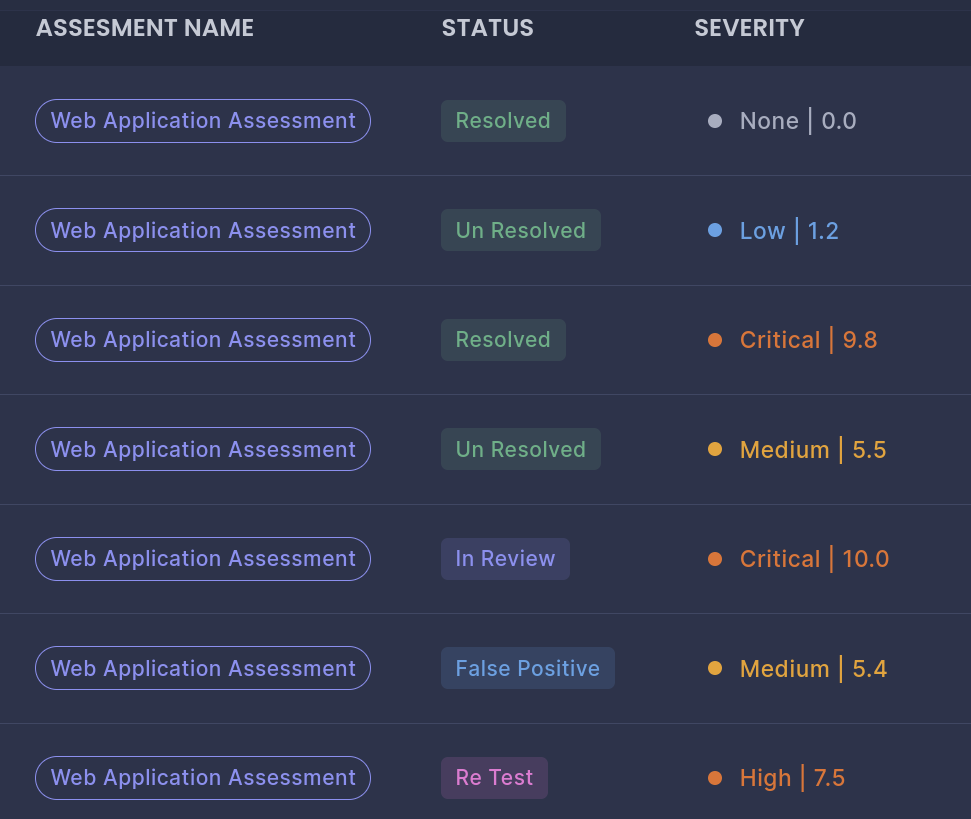 ASSESMENT NAME STATUS SEVERITY
Web Application Assessment Resolved None | 0.0
Web Application Assessment Un Resolved Low | 1.2
Web Application Assessment Resolved Critical | 9.8
Web Application Assessment Un Resolved Medium | 5.5
Web Application Assessment In Review Critical | 10.0
Web Application Assessment False Positive Medium | 5.4
Web Application Assessment Re Test High | 7.5